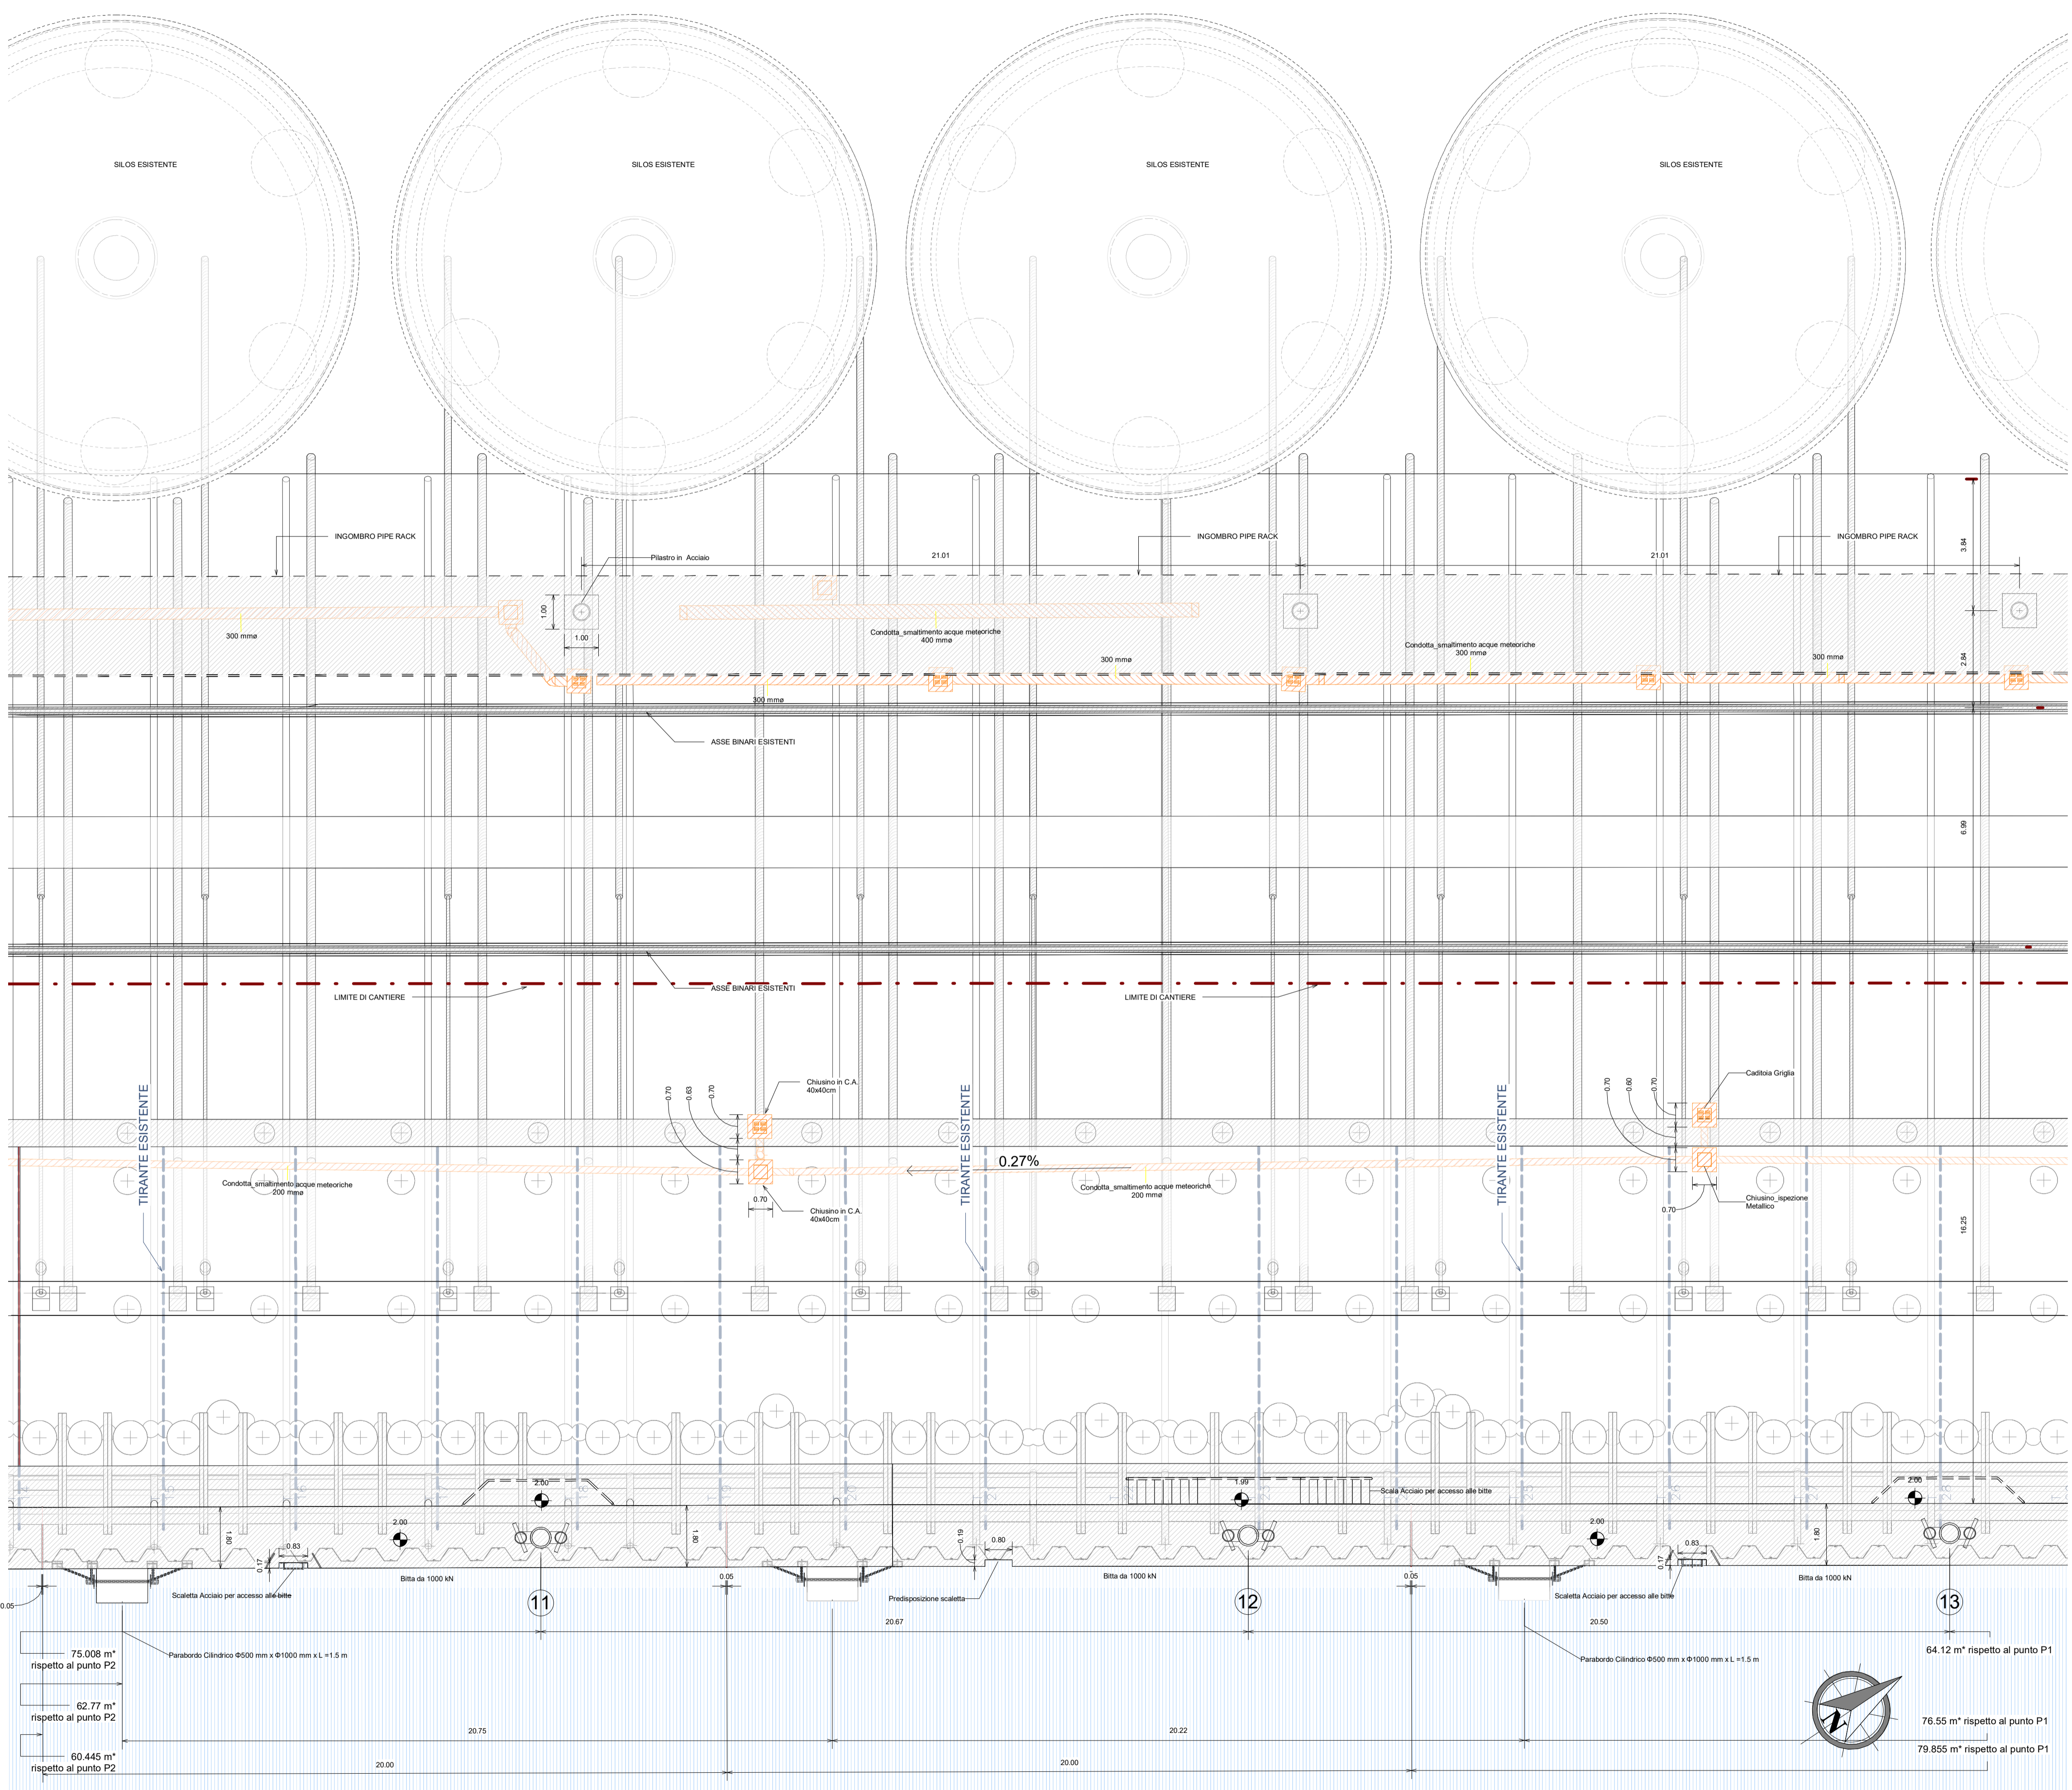 SILOS ESISTENTE
SILOS ESISTENTE
SILOS ESISTENTE
SILOS ESISTENTE
INGOMBRO PIPE RACK
INGOMBRO PIPE RACK
INGOMBRO PIPE RACK
Pilastro in Acciaio
21.01
21.01
3.84
1.00
1.00
300 mmø
Condotta_smaltimento acque meteoriche
400 mmø
Condotta_smaltimento acque meteoriche
300 mmø
300 mmø
300 mmø
2.84
300 mmø
ASSE BINARI ESISTENTI
6.99
ASSE BINARI ESISTENTI
LIMITE DI CANTIERE
LIMITE DI CANTIERE
TIRANTE ESISTENTE
TIRANTE ESISTENTE
TIRANTE ESISTENTE
0.70
0.63
0.70
Chiusino in C.A.
40x40cm
0.70
0.60
0.70
Caditoia Griglia
0.27%
Condotta_smaltimento acque meteoriche
200 mmø
Condotta_smaltimento acque meteoriche
200 mmø
0.70
Chiusino in C.A.
40x40cm
0.70
Chiusino_ispezione
Metallico
16.25
2.00
1.99
2.00
Scala Acciaio per accesso alle bitte
1.80
2.00
1.80
0.19
0.80
2.00
1.80
0.17
0.83
0.17
0.83
Bitta da 1000 kN
Bitta da 1000 kN
Bitta da 1000 kN
0.05
0.05
0.05
Scaletta Acciaio per accesso alle bitte
Predisposizione scaletta
Scaletta Acciaio per accesso alle bitte
11
12
13
20.67
20.50
75.008 m*
rispetto al punto P2
Parabordo Cilindrico Φ500 mm x Φ1000 mm x L =1.5 m
Parabordo Cilindrico Φ500 mm x Φ1000 mm x L =1.5 m
64.12 m* rispetto al punto P1
62.77 m*
rispetto al punto P2
N
76.55 m* rispetto al punto P1
20.75
20.22
60.445 m*
rispetto al punto P2
79.855 m* rispetto al punto P1
20.00
20.00